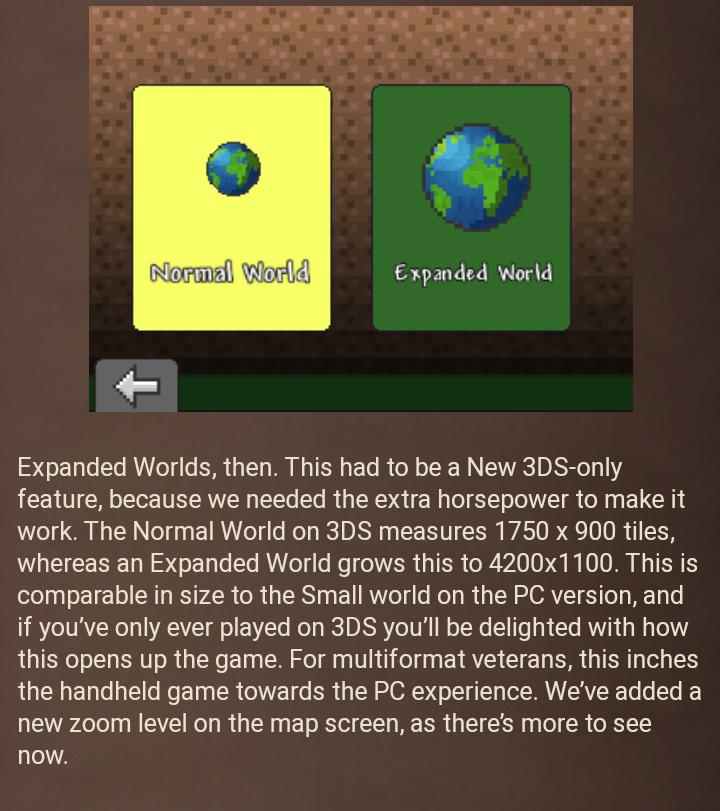 Normal World
Expanded World
Expanded Worlds, then. This had to be a New 3DS-only
feature, because we needed the extra horsepower to make it
work. The Normal World on 3DS measures 1750 x 900 tiles,
whereas an Expanded World grows this to 4200x1100. This is
comparable in size to the Small world on the PC version, and
if you’ve only ever played on 3DS you’ll be delighted with how
this opens up the game. For multiformat veterans, this inches
the handheld game towards the PC experience. We’ve added a
new zoom level on the map screen, as there’s more to see
now.